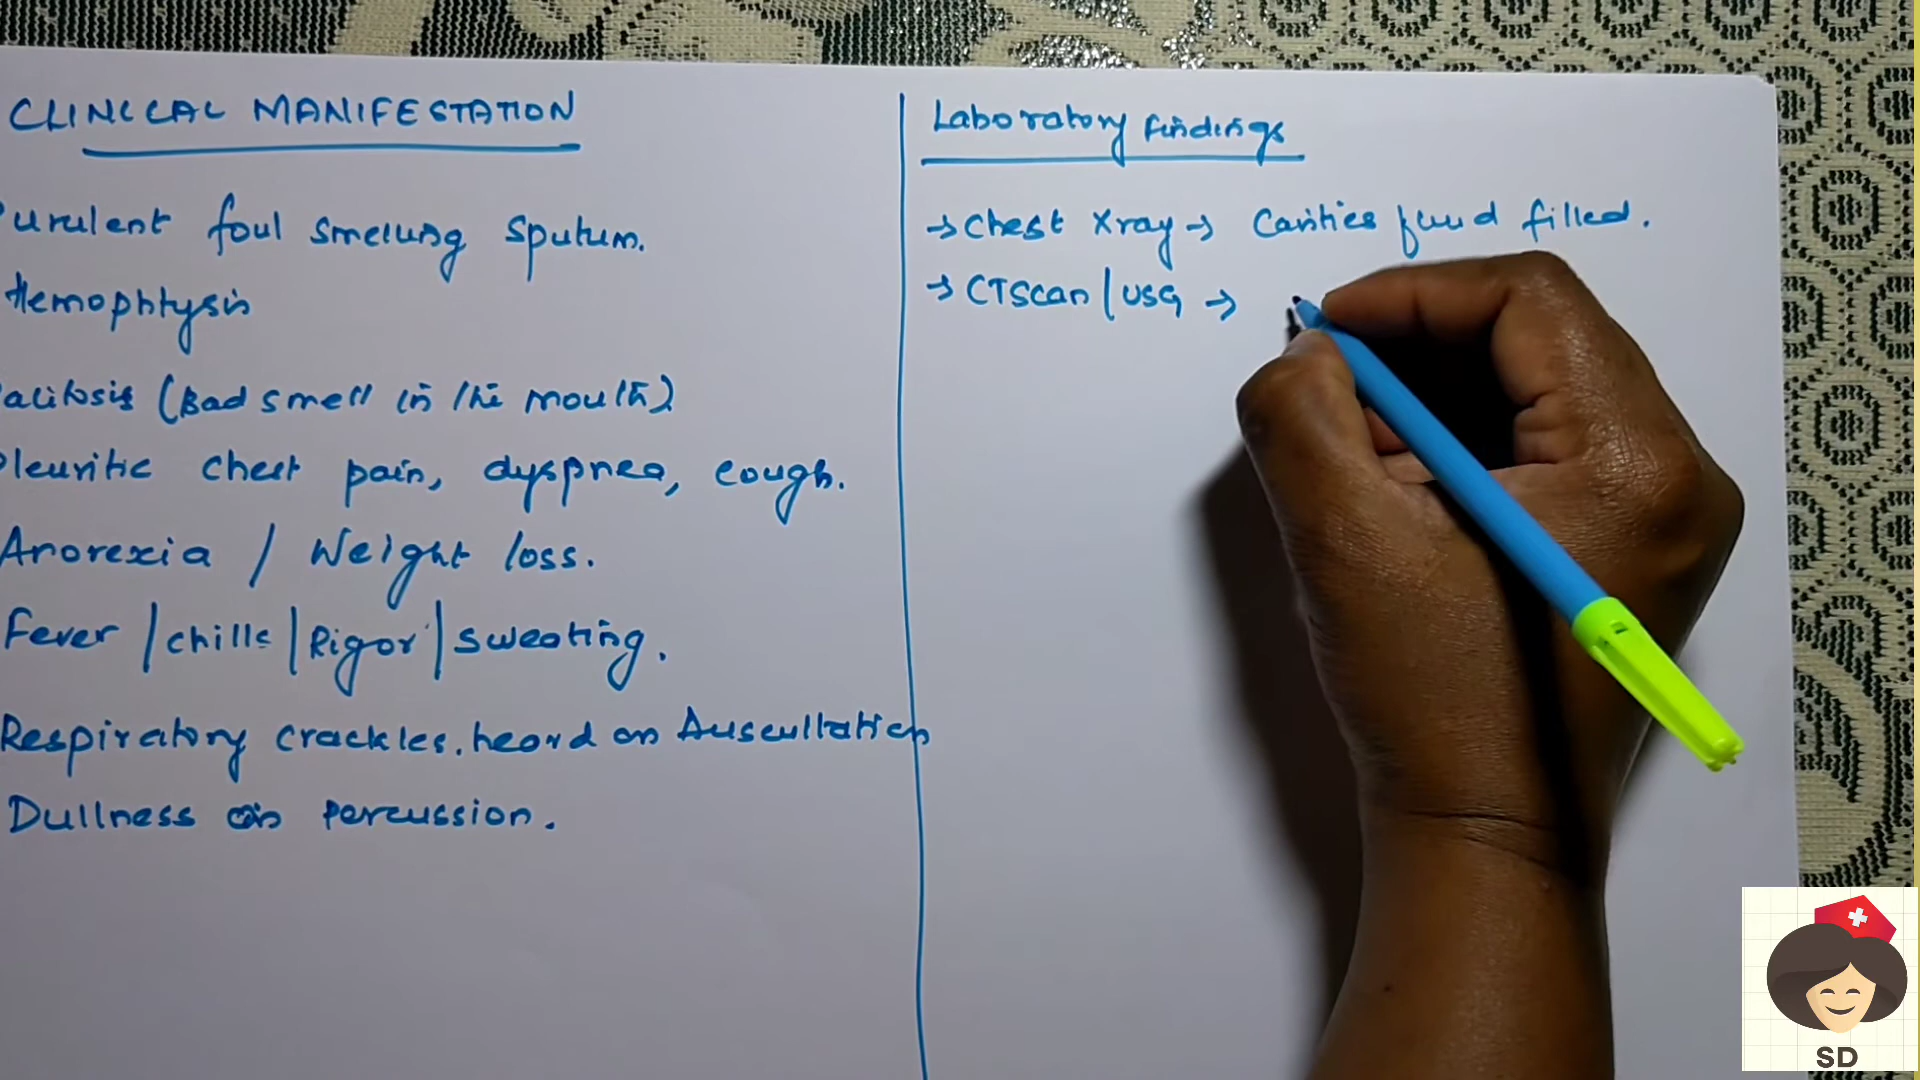 CLINICAL MANIFESTATION
Purulent foul smelling sputum.
Hemophtysis
alitosis (Bad smell in the mouth)
Pleuritic chest pain, dyspnea, cough.
Anorexia / Weight loss.
Fever / chills / Rigor / sweating.
Respiratory crackles. heard on Auscultation
Dullness on percussion.
Laboratory findings
→ Chest Xray → Cavities fluid filled.
→ CT Scan / USG →
SD